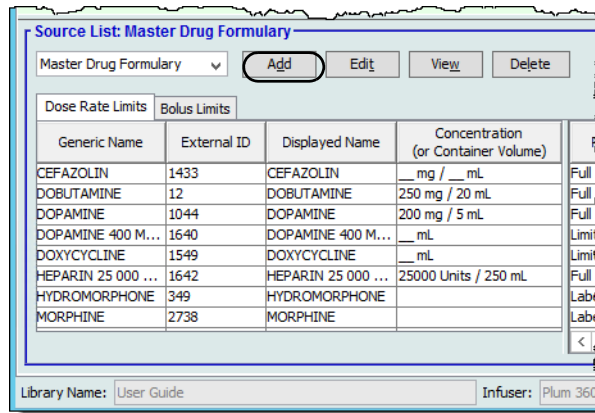 Source List: Master Drug Formulary
Master Drug Formulary Add Edit View Delete
Dose Rate Limits Bolus Limits
Generic Name External ID Displayed Name Concentration (or Container Volume)
CEFAZOLIN 1433 CEFAZOLIN __ mg / __ mL Full
DOBUTAMINE 12 DOBUTAMINE 250 mg / 20 mL Full
DOPAMINE 1044 DOPAMINE 200 mg / 5 mL Full
DOPAMINE 400 M... 1640 DOPAMINE 400 M... __ mL Limit
DOXYCYCLINE 1549 DOXYCYCLINE __ mL Limit
HEPARIN 25 000 ... 1642 HEPARIN 25 000 ... 25000 Units / 250 mL Full
HYDROMORPHONE 349 HYDROMORPHONE Labe
MORPHINE 2738 MORPHINE Labe
Library Name: User Guide Infuser: Plum 360